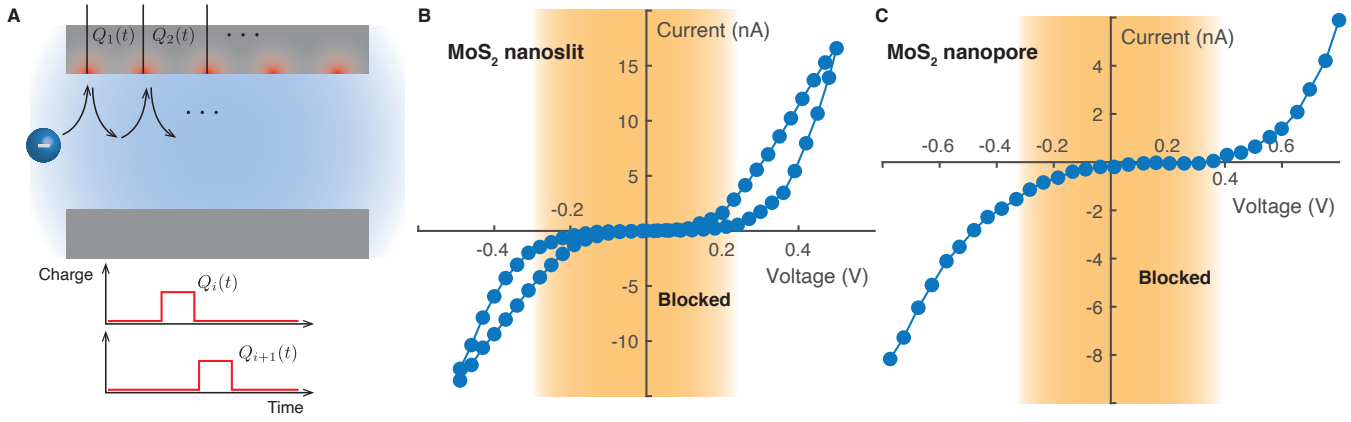 A
Q1(t) Q2(t) · · ·
−
· · ·
Charge
Qi(t)
Qi+1(t)
Time
B
Current (nA)
MoS2 nanoslit
15
10
5
-0.2
-0.4
0.2
0.4
Voltage (V)
-5
Blocked
-10
C
Current (nA)
MoS2 nanopore
4
2
-0.6
-0.4
-0.2
0.2
0.6
0.4
Voltage (V)
-2
-4
Blocked
-6
-8